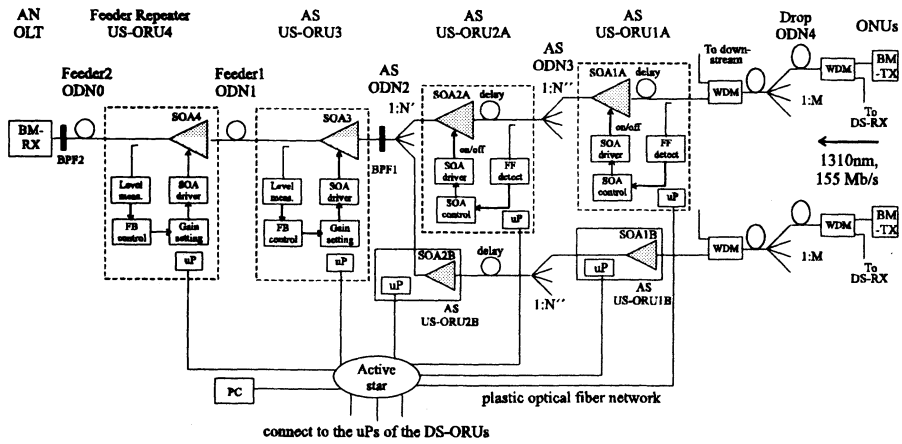 AN
OLT
Feeder Repeater
US-ORU4
AS
US-ORU3
AS
US-ORU2A
AS
US-ORU1A
Drop
ODN4
ONUs
Feeder2
ODN0
Feeder1
ODN1
AS
ODN2
1:N′
AS
ODN3
1:N′′
To down-
stream
BM-
RX
BPF2
SOA4
Level
meas.
SOA
driver
FB
control
Gain
setting
uP
SOA3
Level
meas.
SOA
driver
FB
control
Gain
setting
uP
BPF1
SOA2A
delay
on/off
SOA
driver
FF
detect
SOA
control
uP
SOA1A
delay
on/off
SOA
driver
FF
detect
SOA
control
uP
WDM
1:M
WDM
BM
-TX
To
DS-RX
1310nm,
155 Mb/s
SOA2B
uP
delay
AS
US-ORU2B
1:N′′
SOA1B
uP
AS
US-ORU1B
WDM
1:M
WDM
BM
-TX
To
DS-RX
Active
star
PC
plastic optical fiber network
connect to the uPs of the DS-ORUs